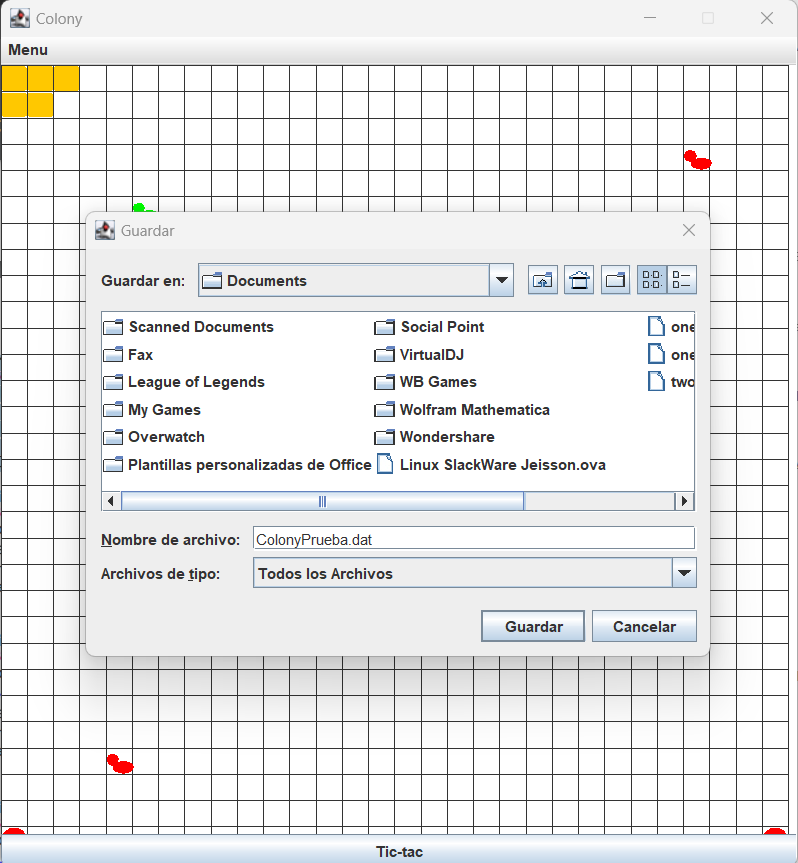 Colony
Menu
Guardar
Guardar en: Documents
Scanned Documents
Fax
League of Legends
My Games
Overwatch
Plantillas personalizadas de Office
Social Point
VirtualDJ
WB Games
Wolfram Mathematica
Wondershare
Linux SlackWare Jeisson.ova
one
one
two
Nombre de archivo: ColonyPrueba.dat
Archivos de tipo: Todos los Archivos
Guardar Cancelar
Tic-tac